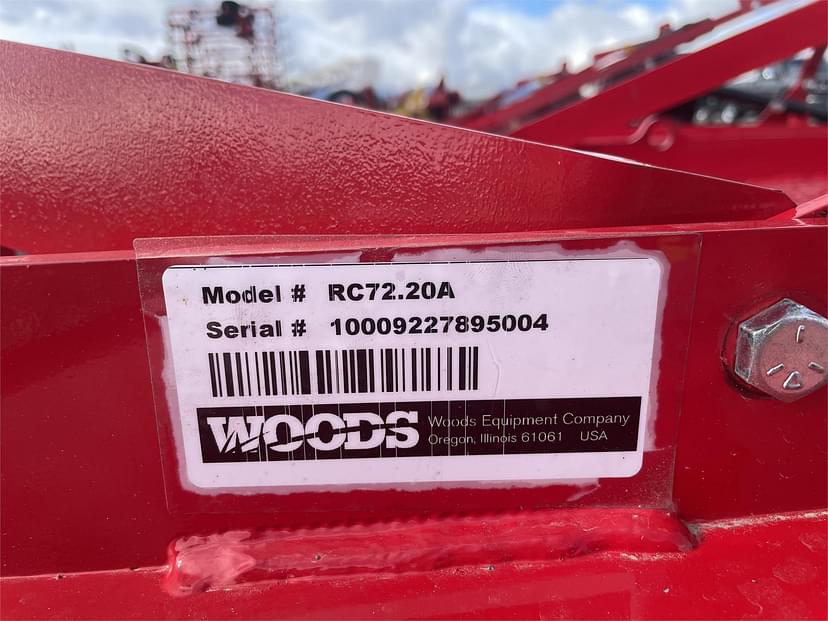 Model # RC72.20A
Serial # 10009227895004
WOODS
Woods Equipment Company
Oregon, Illinois 61061 USA